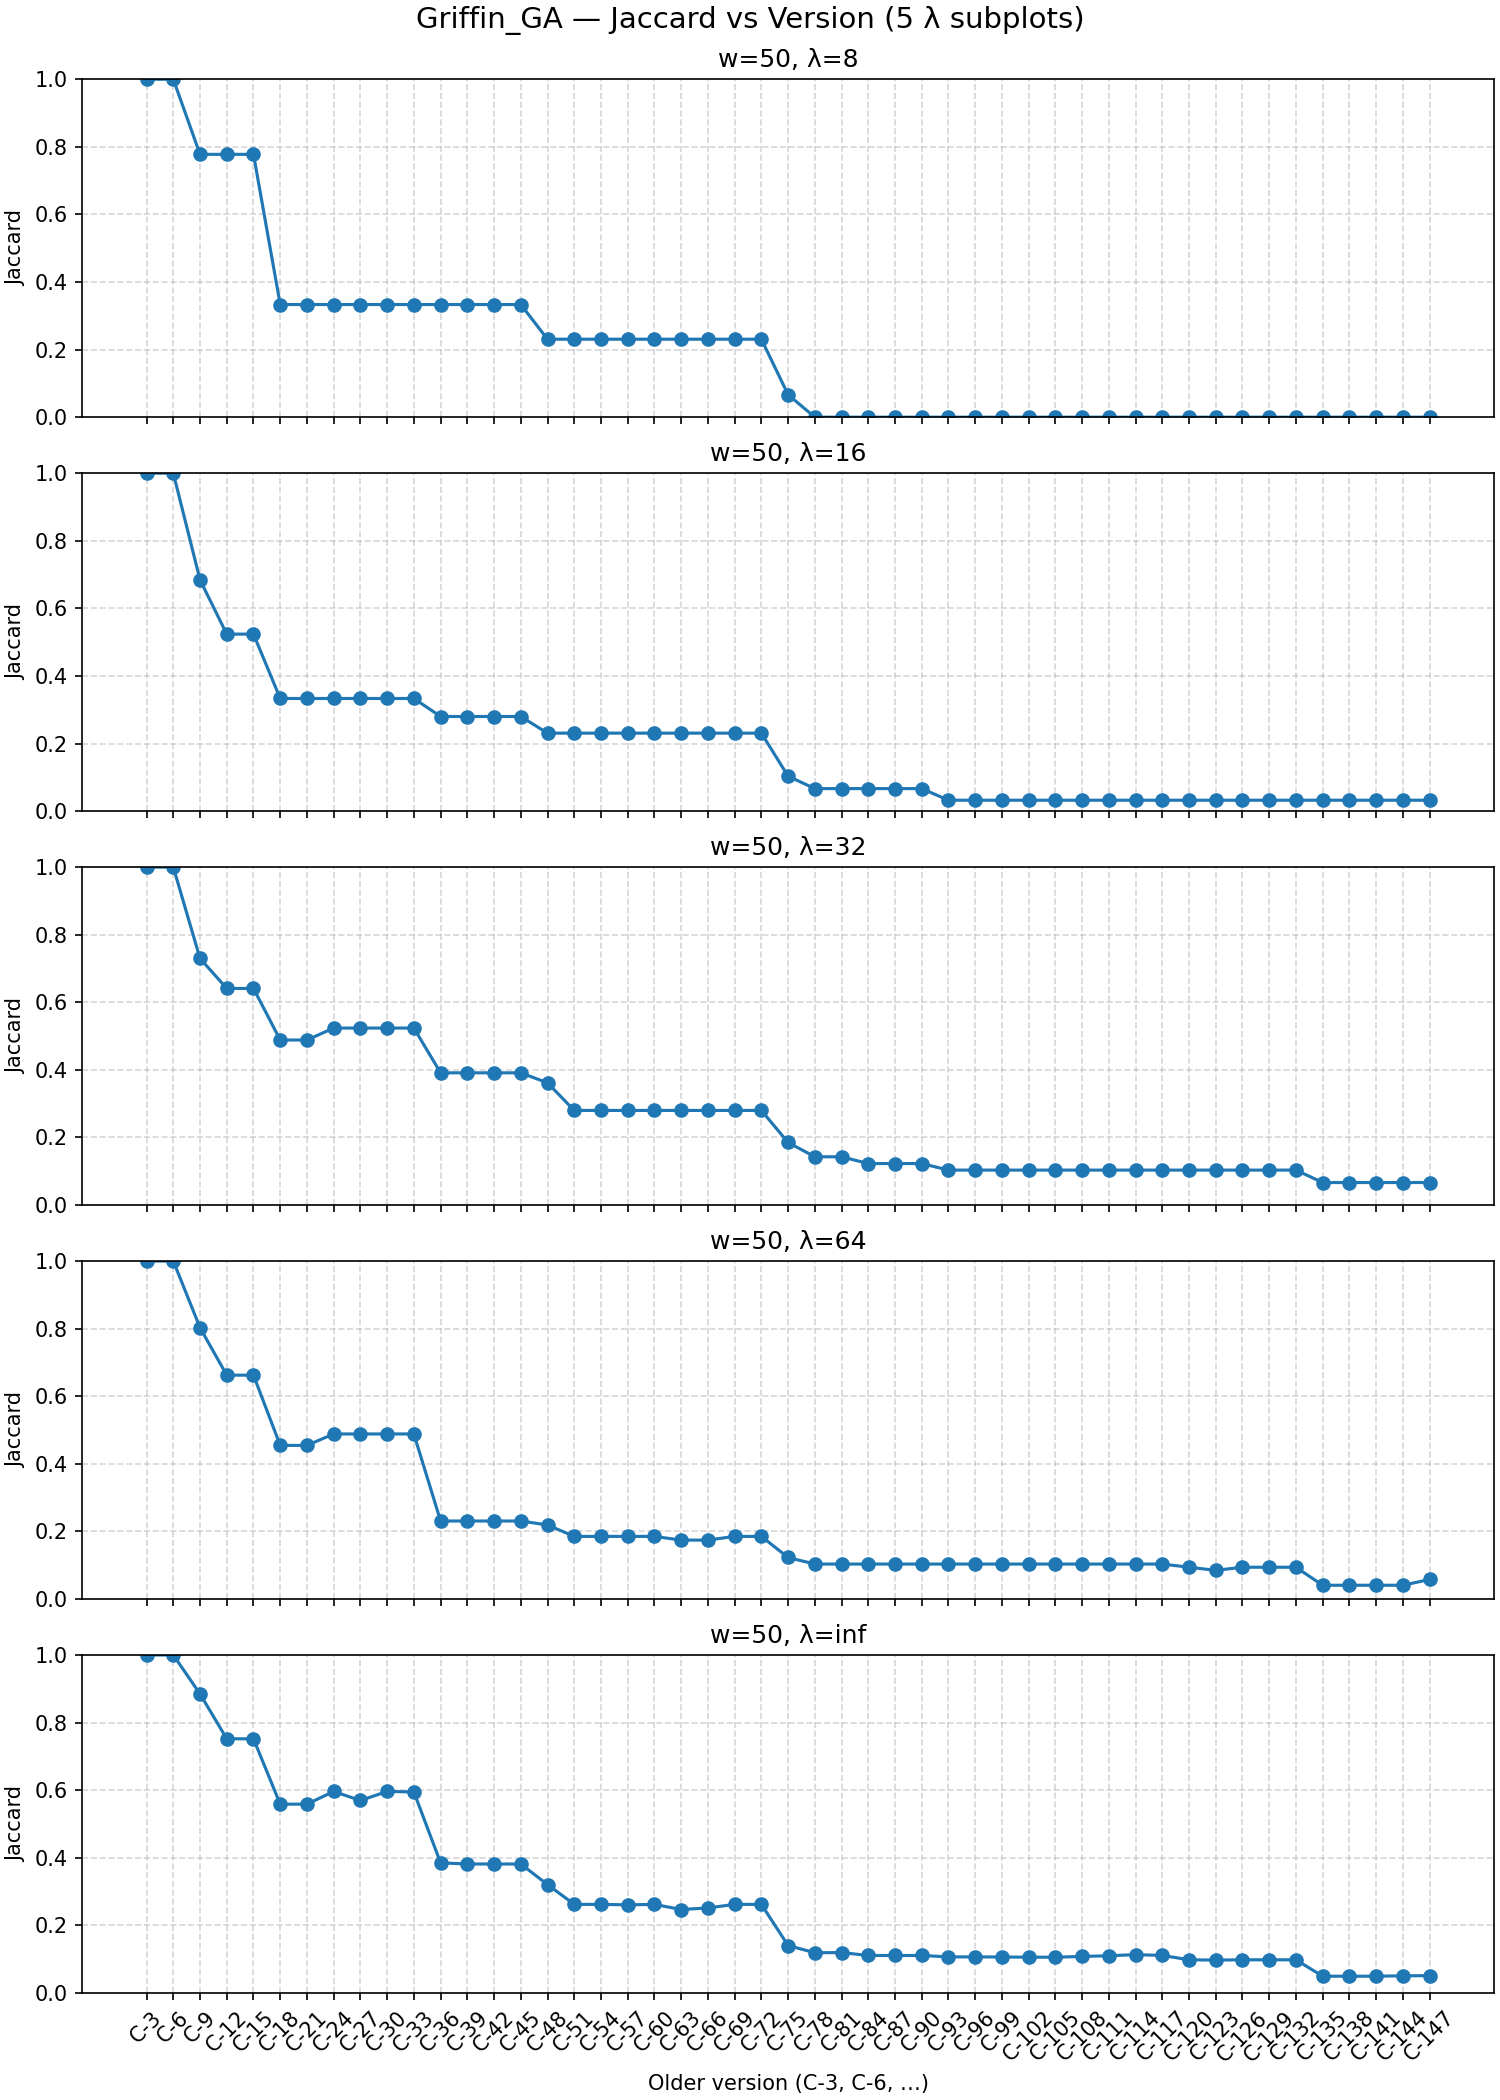 Griffin_GA — Jaccard vs Version (5 λ subplots)
w=50, λ=8
1.0
0.8
0.6
0.4
0.2
0.0
Jaccard
w=50, λ=16
1.0
0.8
0.6
0.4
0.2
0.0
Jaccard
w=50, λ=32
1.0
0.8
0.6
0.4
0.2
0.0
Jaccard
w=50, λ=64
1.0
0.8
0.6
0.4
0.2
0.0
Jaccard
w=50, λ=inf
1.0
0.8
0.6
0.4
0.2
0.0
Jaccard
C-3
C-6
C-9
C-12
C-15
C-18
C-21
C-24
C-27
C-30
C-33
C-36
C-39
C-42
C-45
C-48
C-51
C-54
C-57
C-60
C-63
C-66
C-69
C-72
C-75
C-78
C-81
C-84
C-87
C-90
C-93
C-96
C-99
C-102
C-105
C-108
C-111
C-114
C-117
C-120
C-123
C-126
C-129
C-132
C-135
C-138
C-141
C-144
C-147
Older version (C-3, C-6, ...)